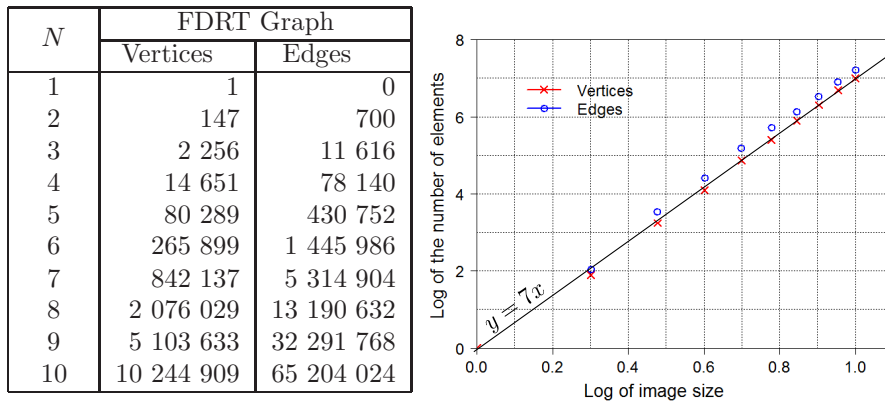 N FDRT Graph
Vertices Edges
1 1 0
2 147 700
3 2 256 11 616
4 14 651 78 140
5 80 289 430 752
6 265 899 1 445 986
7 842 137 5 314 904
8 2 076 029 13 190 632
9 5 103 633 32 291 768
10 10 244 909 65 204 024
Log of the number of elements
8
6
4
2
0
Vertices
Edges
y = 7x
0.0 0.2 0.4 0.6 0.8 1.0
Log of image size